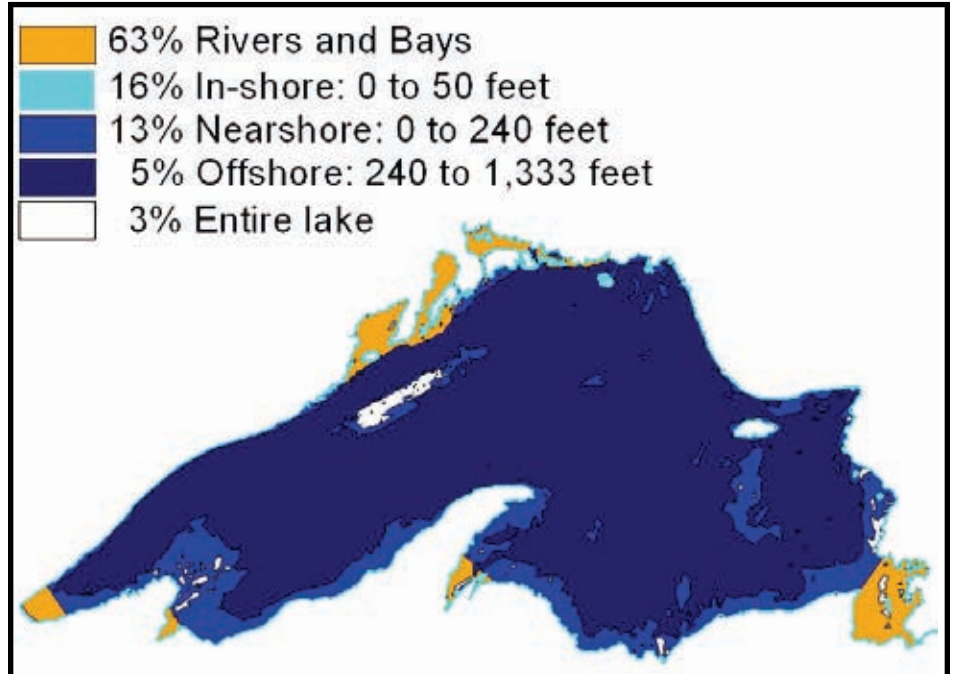 63% Rivers and Bays
16% In-shore: 0 to 50 feet
13% Nearshore: 0 to 240 feet
5% Offshore: 240 to 1,333 feet
3% Entire lake